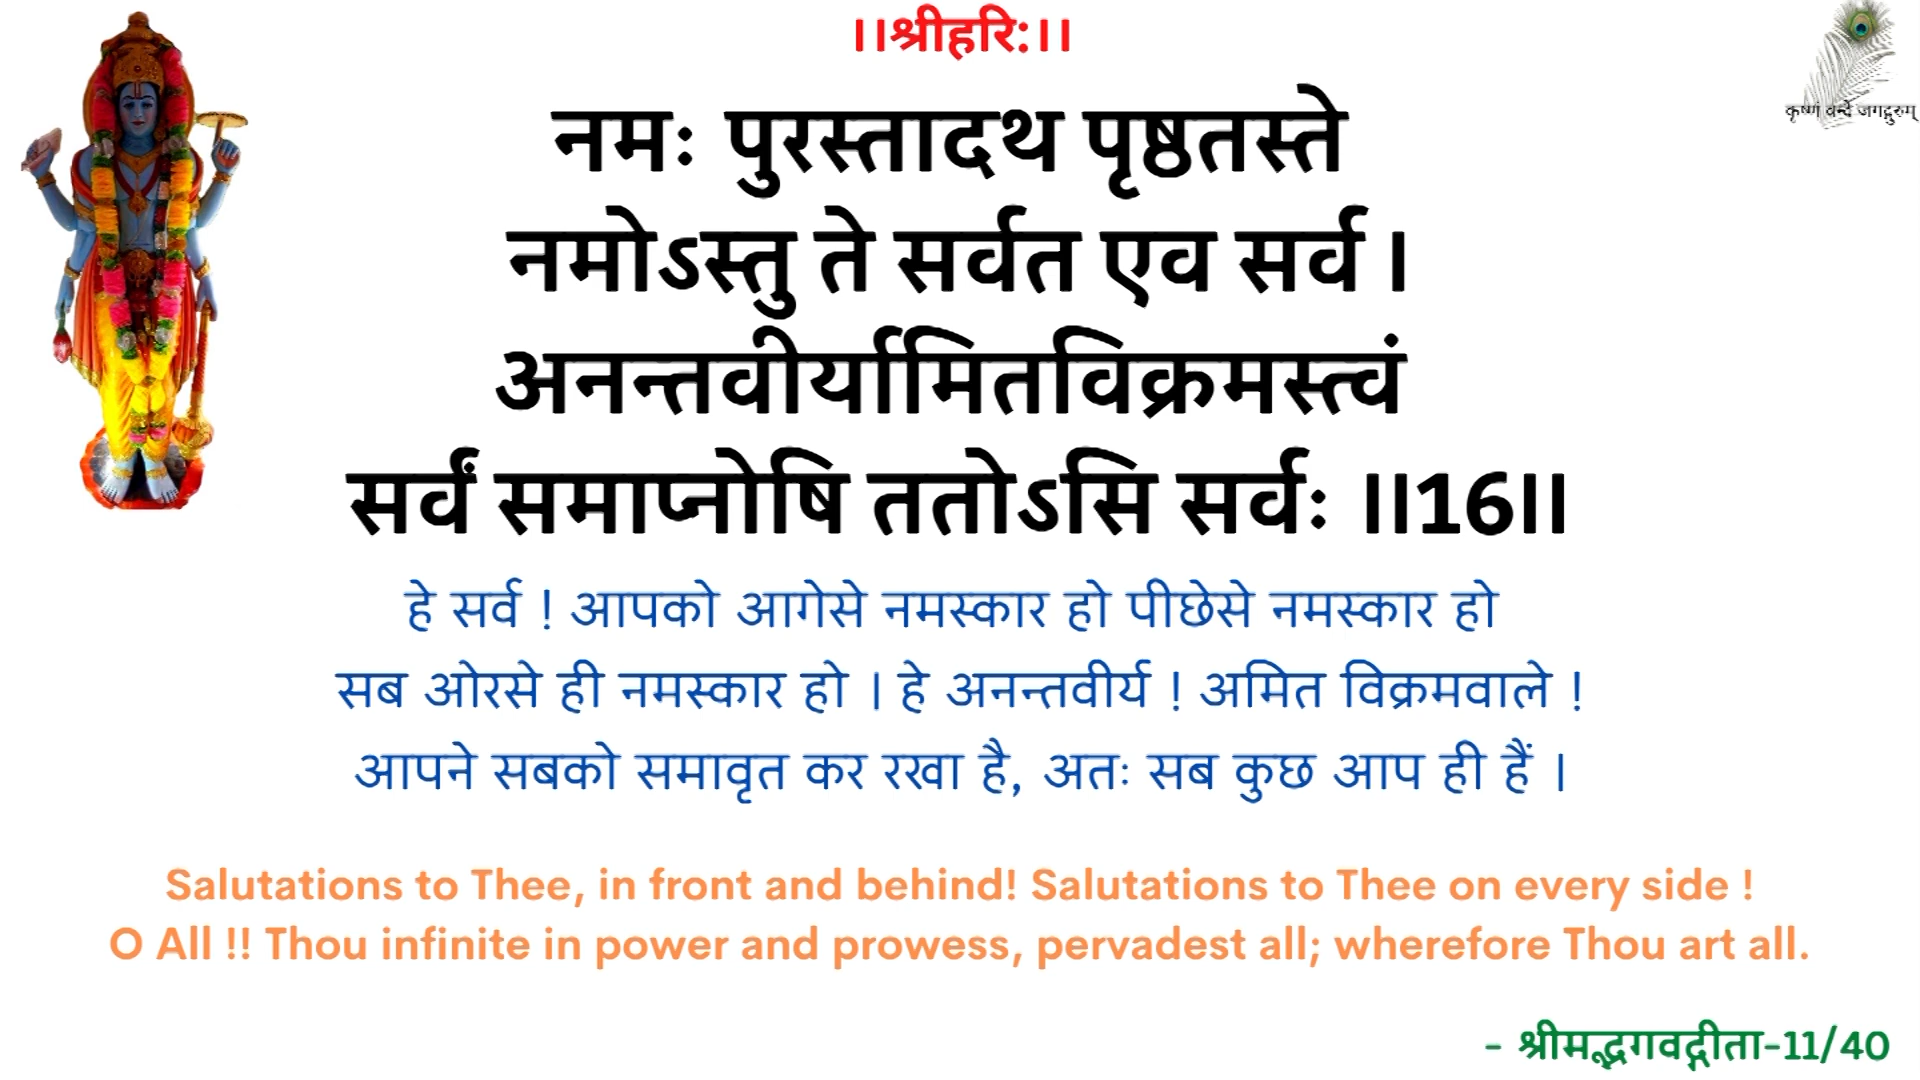 ।।श्रीहरि:।।
कृष्णं वन्दे जगद्गुरुम्
नमः पुरस्तादथ पृष्ठतस्ते
नमोऽस्तु ते सर्वत एव सर्व।
अनन्तवीर्यामितविक्रमस्त्वं
सर्वं समाप्नोषि ततोऽसि सर्वः ।।16।।
हे सर्व ! आपको आगेसे नमस्कार हो पीछेसे नमस्कार हो
सब ओरसे ही नमस्कार हो । हे अनन्तवीर्य ! अमित विक्रमवाले !
आपने सबको समावृत कर रखा है, अतः सब कुछ आप ही हैं ।
Salutations to Thee, in front and behind! Salutations to Thee on every side !
O All !! Thou infinite in power and prowess, pervadest all; wherefore Thou art all.
- श्रीमद्भगवद्गीता-11/40